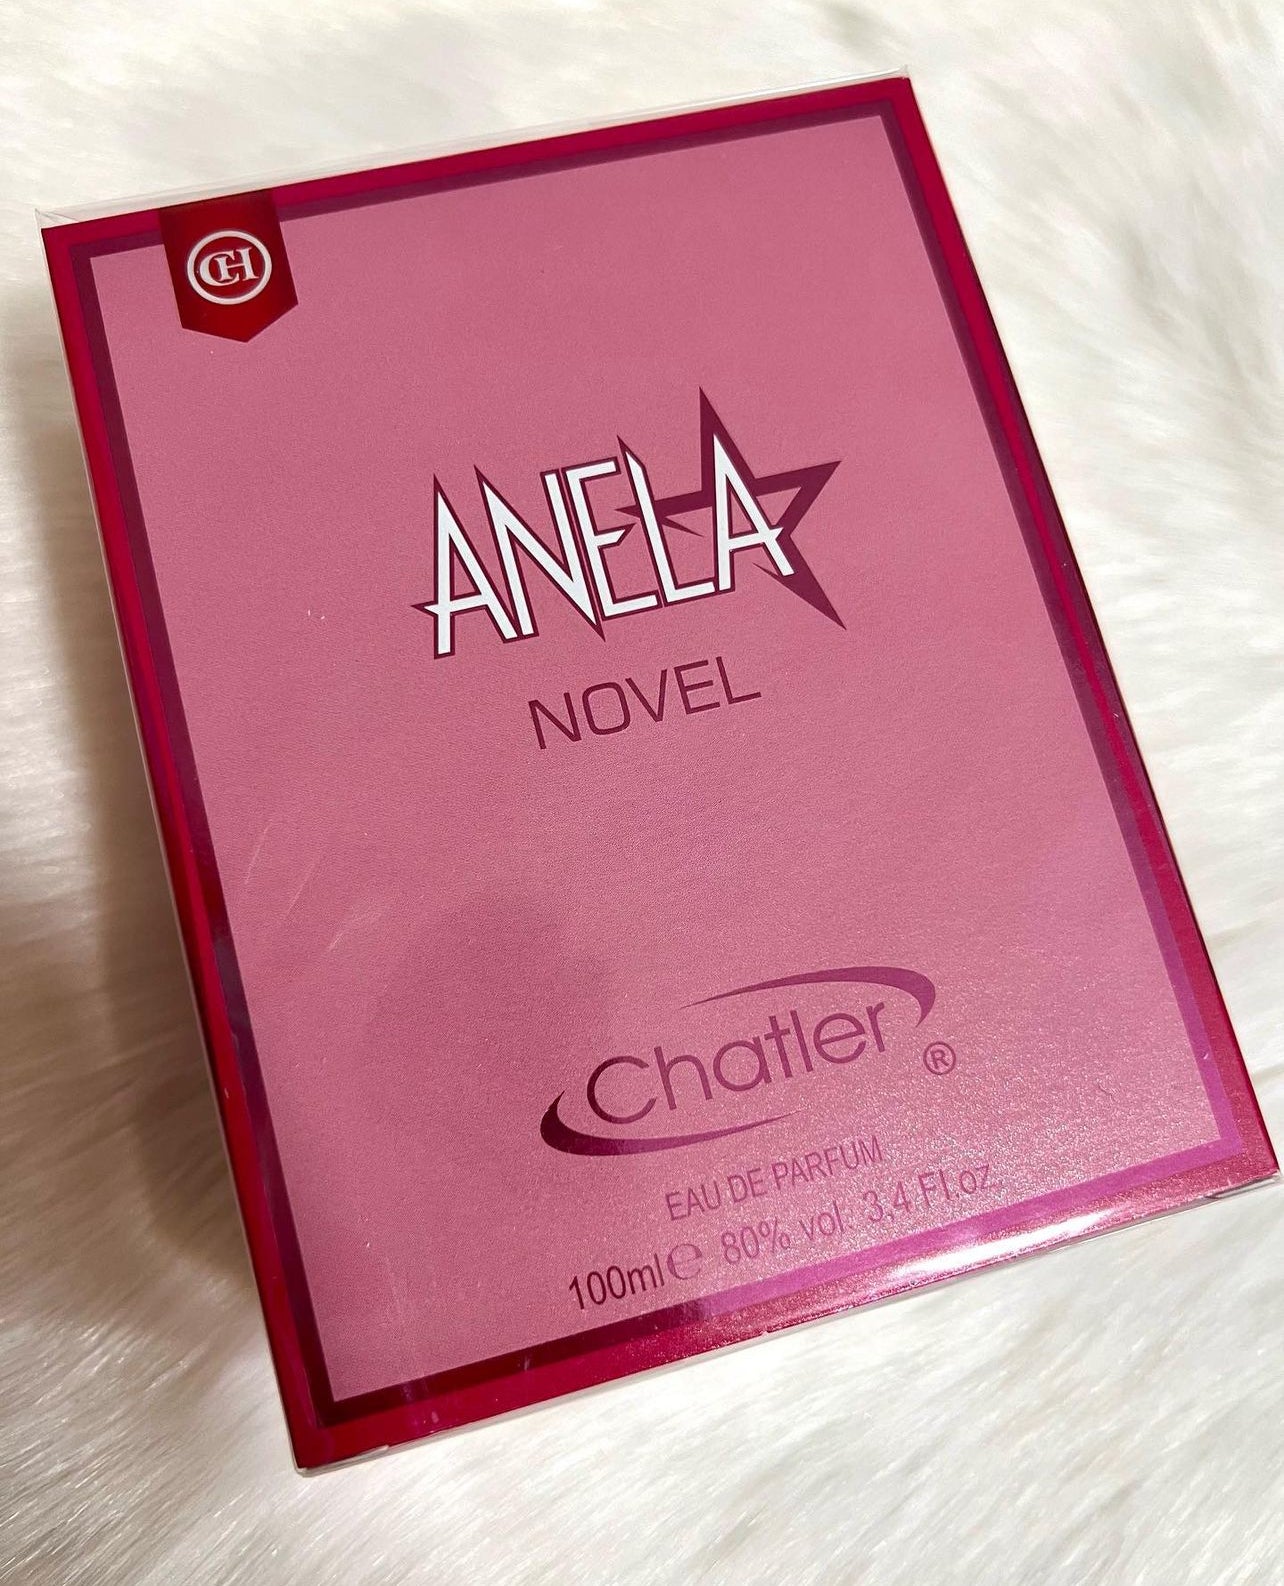 CH
ANELA
NOVEL
Chatler
®
EAU DE PARFUM
100ml ℮ 80% vol. 3.4 Fl.oz.